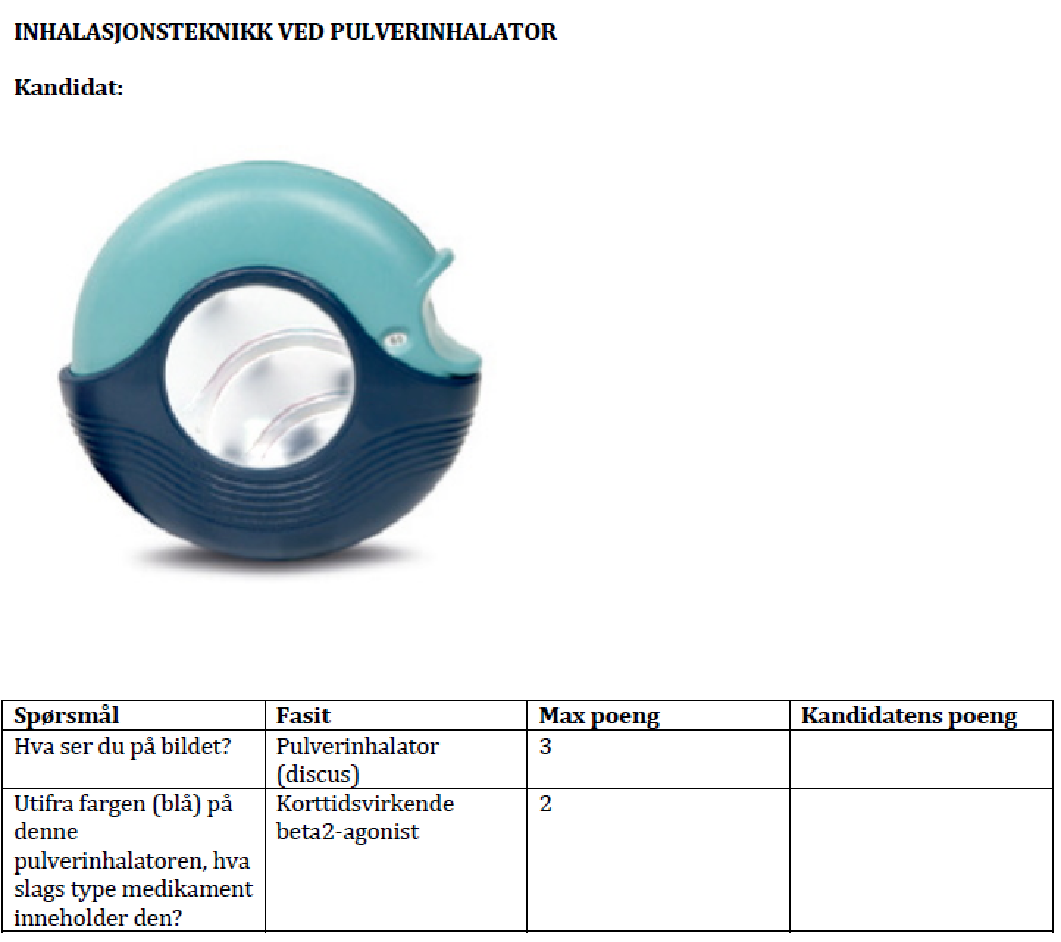 INHALASJONSTEKNIKK VED PULVERINHALATOR
Kandidat:
Spørsmål Fasit Max poeng Kandidatens poeng
Hva ser du på bildet? Pulverinhalator 3
(discus)
Utifra fargen (blå) på Korttidsvirkende 2
denne beta2-agonist
pulverinhalatoren, hva
slags type medikament
inneholder den?